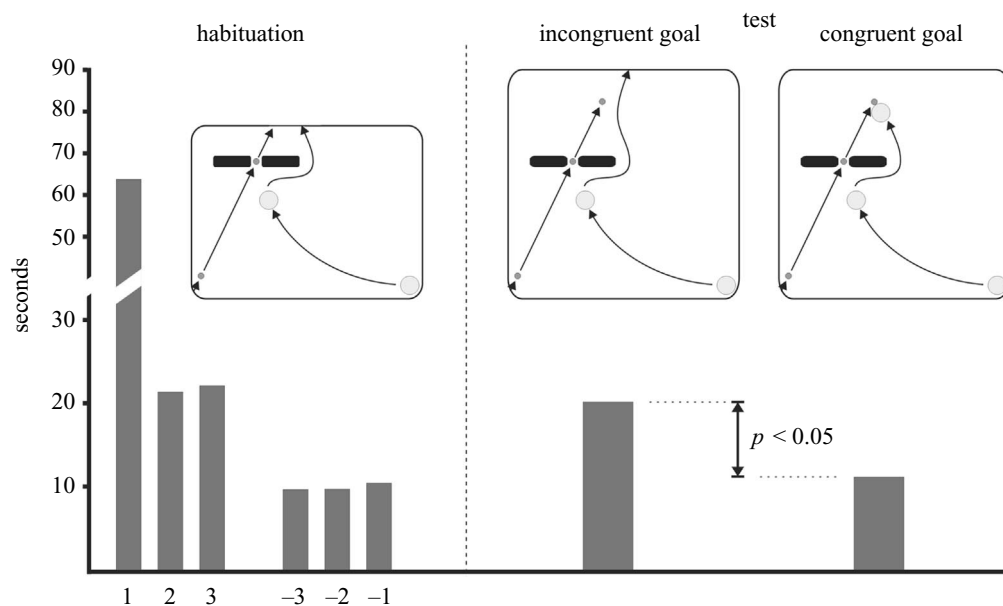 test
habituation
incongruent goal
congruent goal
90
80
70
60
50
30
20
10
seconds
p < 0.05
1 2 3 –3 –2 –1